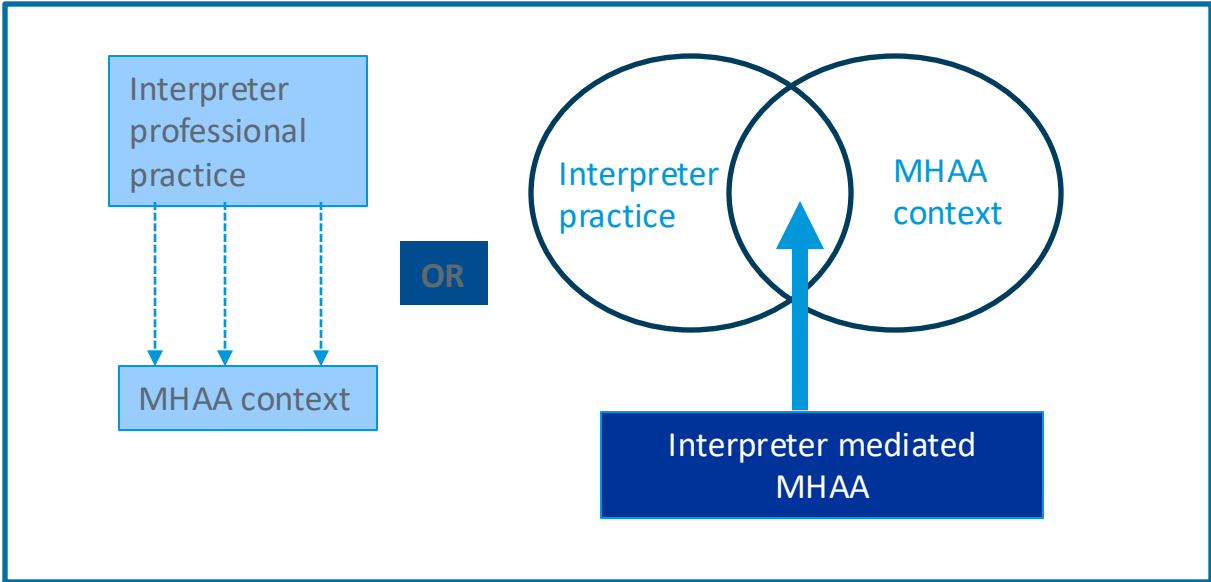 Interpreter
professional
practice
MHAA context
OR
Interpreter
practice
MHAA
context
Interpreter mediated
MHAA